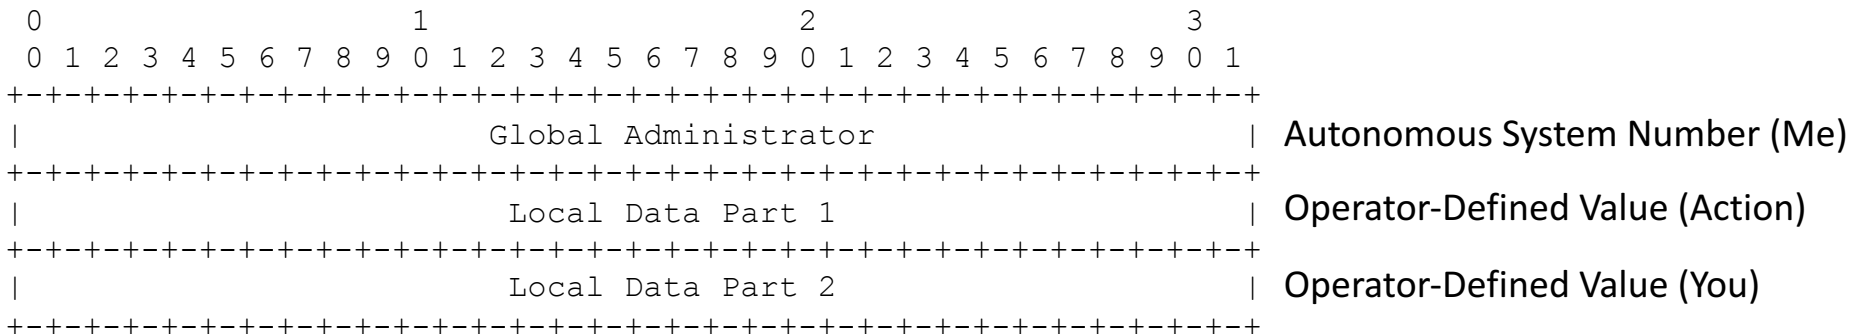 0                   1                   2                   3
0 1 2 3 4 5 6 7 8 9 0 1 2 3 4 5 6 7 8 9 0 1 2 3 4 5 6 7 8 9 0 1
+-+-+-+-+-+-+-+-+-+-+-+-+-+-+-+-+-+-+-+-+-+-+-+-+-+-+-+-+-+-+-+-+
| Global Administrator | Autonomous System Number (Me)
+-+-+-+-+-+-+-+-+-+-+-+-+-+-+-+-+-+-+-+-+-+-+-+-+-+-+-+-+-+-+-+-+
| Local Data Part 1 | Operator-Defined Value (Action)
+-+-+-+-+-+-+-+-+-+-+-+-+-+-+-+-+-+-+-+-+-+-+-+-+-+-+-+-+-+-+-+-+
| Local Data Part 2 | Operator-Defined Value (You)
+-+-+-+-+-+-+-+-+-+-+-+-+-+-+-+-+-+-+-+-+-+-+-+-+-+-+-+-+-+-+-+-+